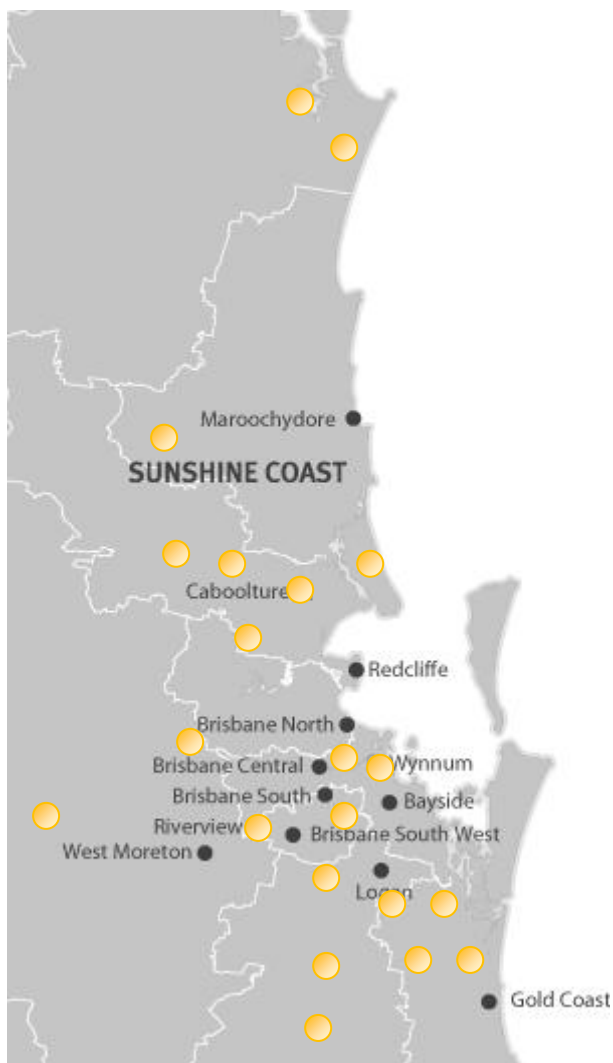 Maroochydore
SUNSHINE COAST
Caboolture
Redcliffe
Brisbane North
Brisbane Central
Wynnum
Brisbane South
Bayside
Riverview
Brisbane South West
West Moreton
Logan
Gold Coast